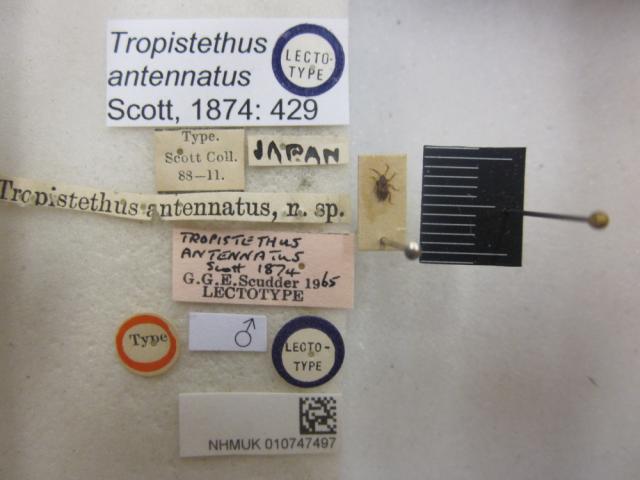 Tropistethus
antennatus
Scott, 1874: 429
LECTO-
TYPE
Type.
Scott Coll.
88–11.
JAPAN
Tropistethus antennatus, n. sp.
TROPISTETHUS
ANTENNATUS
Scott 1874
G.G.E.Scudder 1965
LECTOTYPE
Type
♂
LECTO-
TYPE
NHMUK 010747497